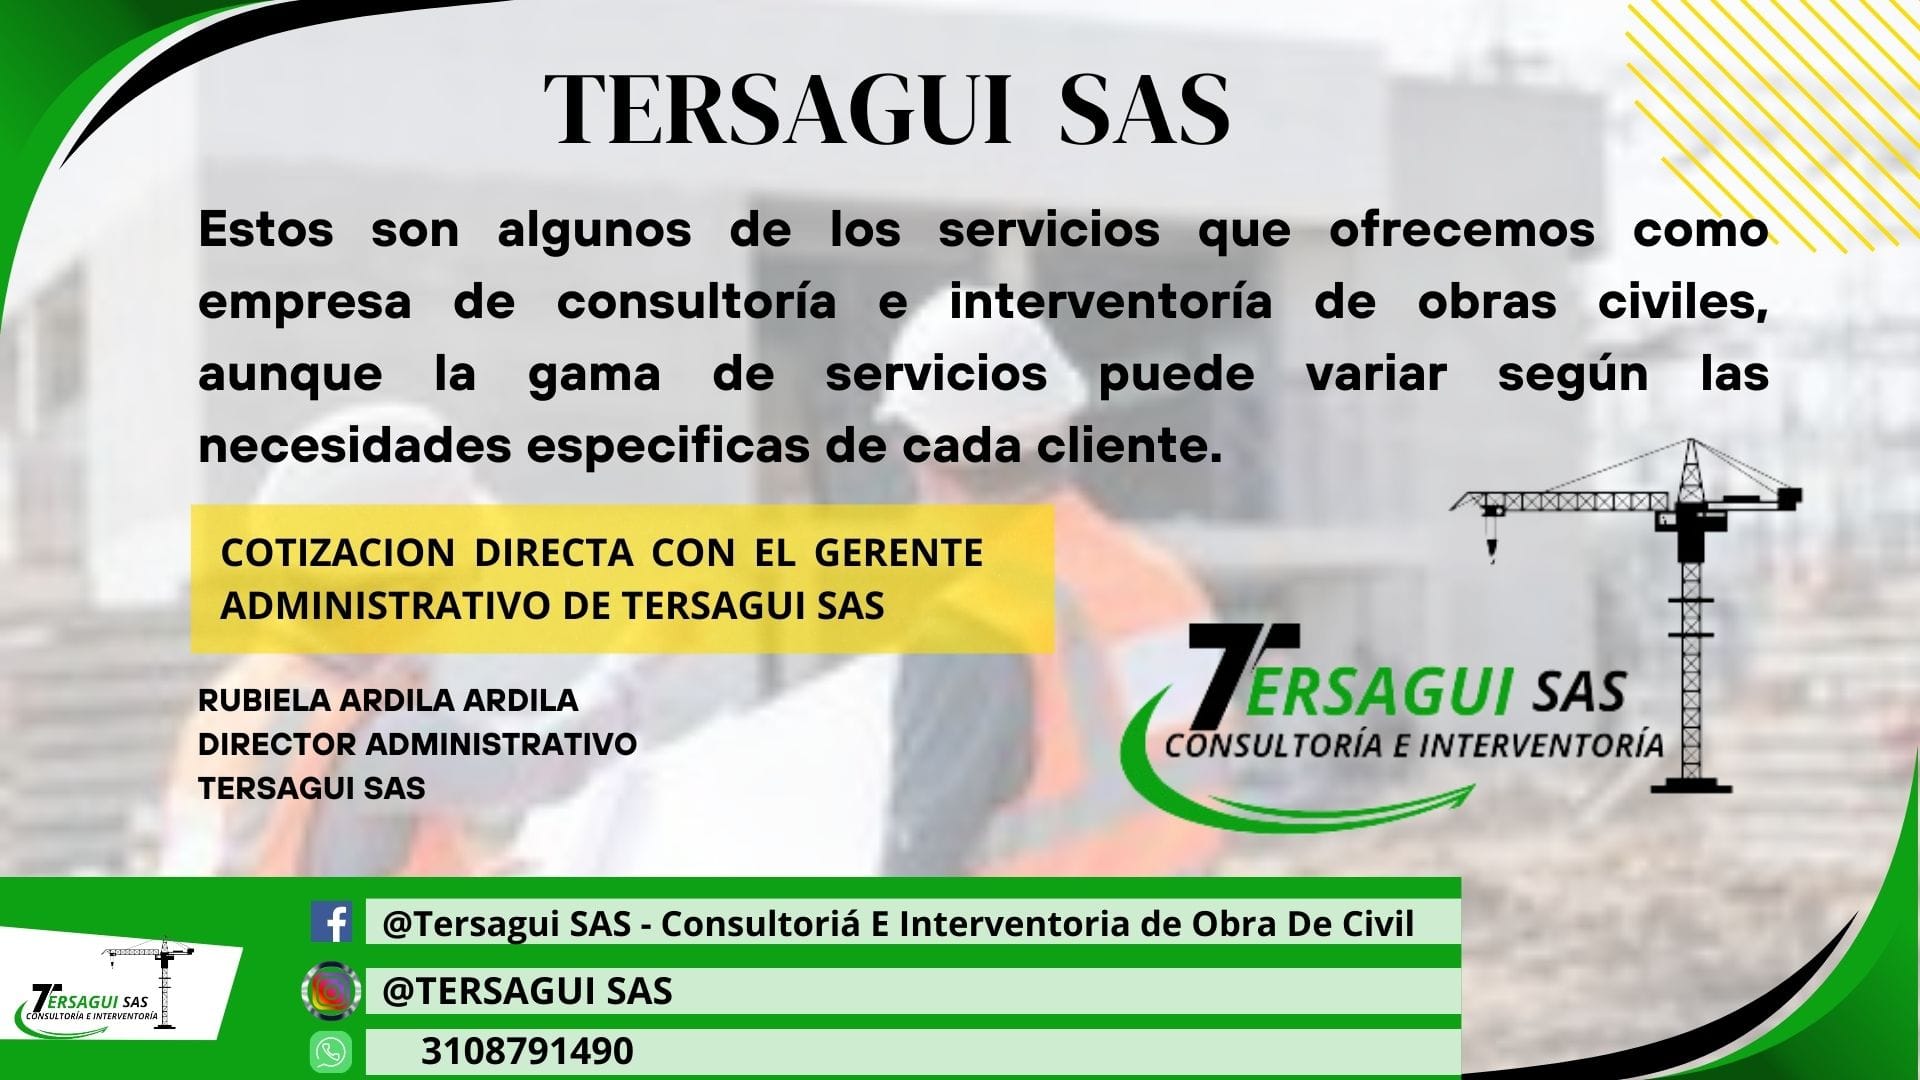 TERSAGUI SAS
Estos son algunos de los servicios que ofrecemos como
empresa de consultoría e interventoría de obras civiles,
aunque la gama de servicios puede variar según las
necesidades especificas de cada cliente.
COTIZACION DIRECTA CON EL GERENTE
ADMINISTRATIVO DE TERSAGUI SAS
RUBIELA ARDILA ARDILA
DIRECTOR ADMINISTRATIVO
TERSAGUI SAS
TERSAGUI SAS
CONSULTORÍA E INTERVENTORÍA
@Tersagui SAS - Consultoriá E Interventoria de Obra De Civil
@TERSAGUI SAS
3108791490
TERSAGUI SAS
CONSULTORÍA E INTERVENTORÍA